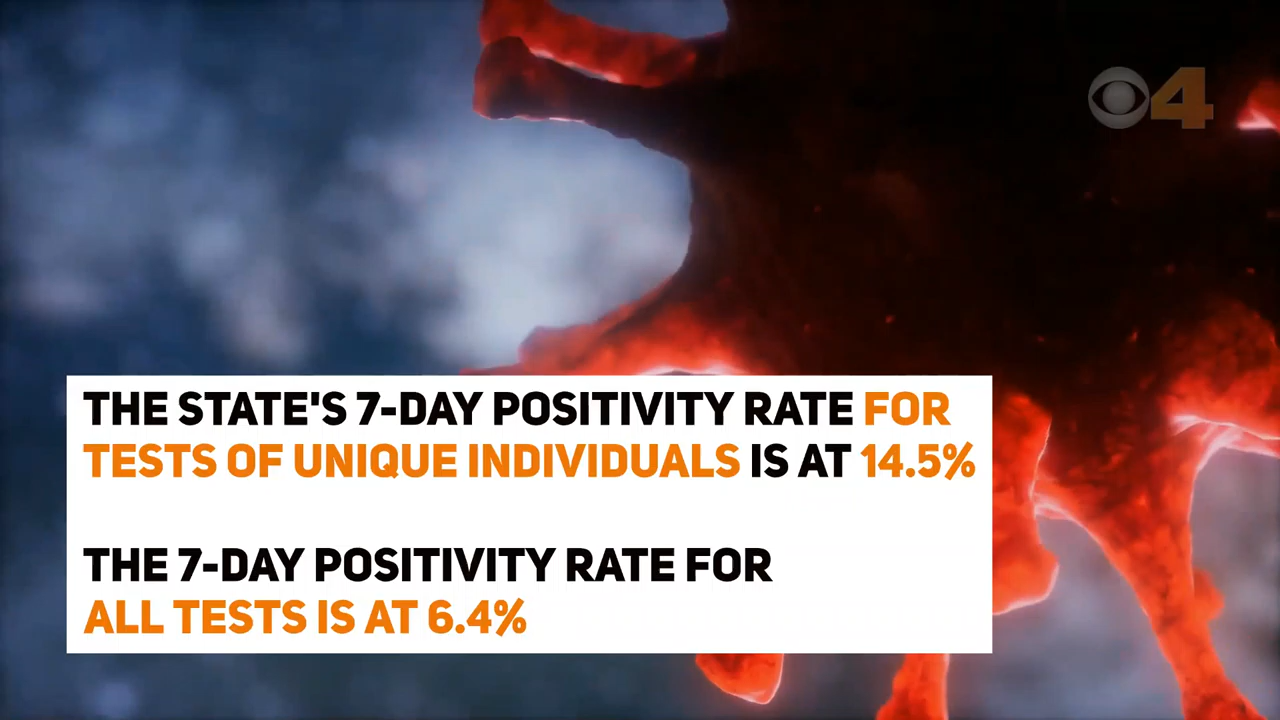 4
THE STATE'S 7-DAY POSITIVITY RATE FOR
TESTS OF UNIQUE INDIVIDUALS IS AT 14.5%
THE 7-DAY POSITIVITY RATE FOR
ALL TESTS IS AT 6.4%